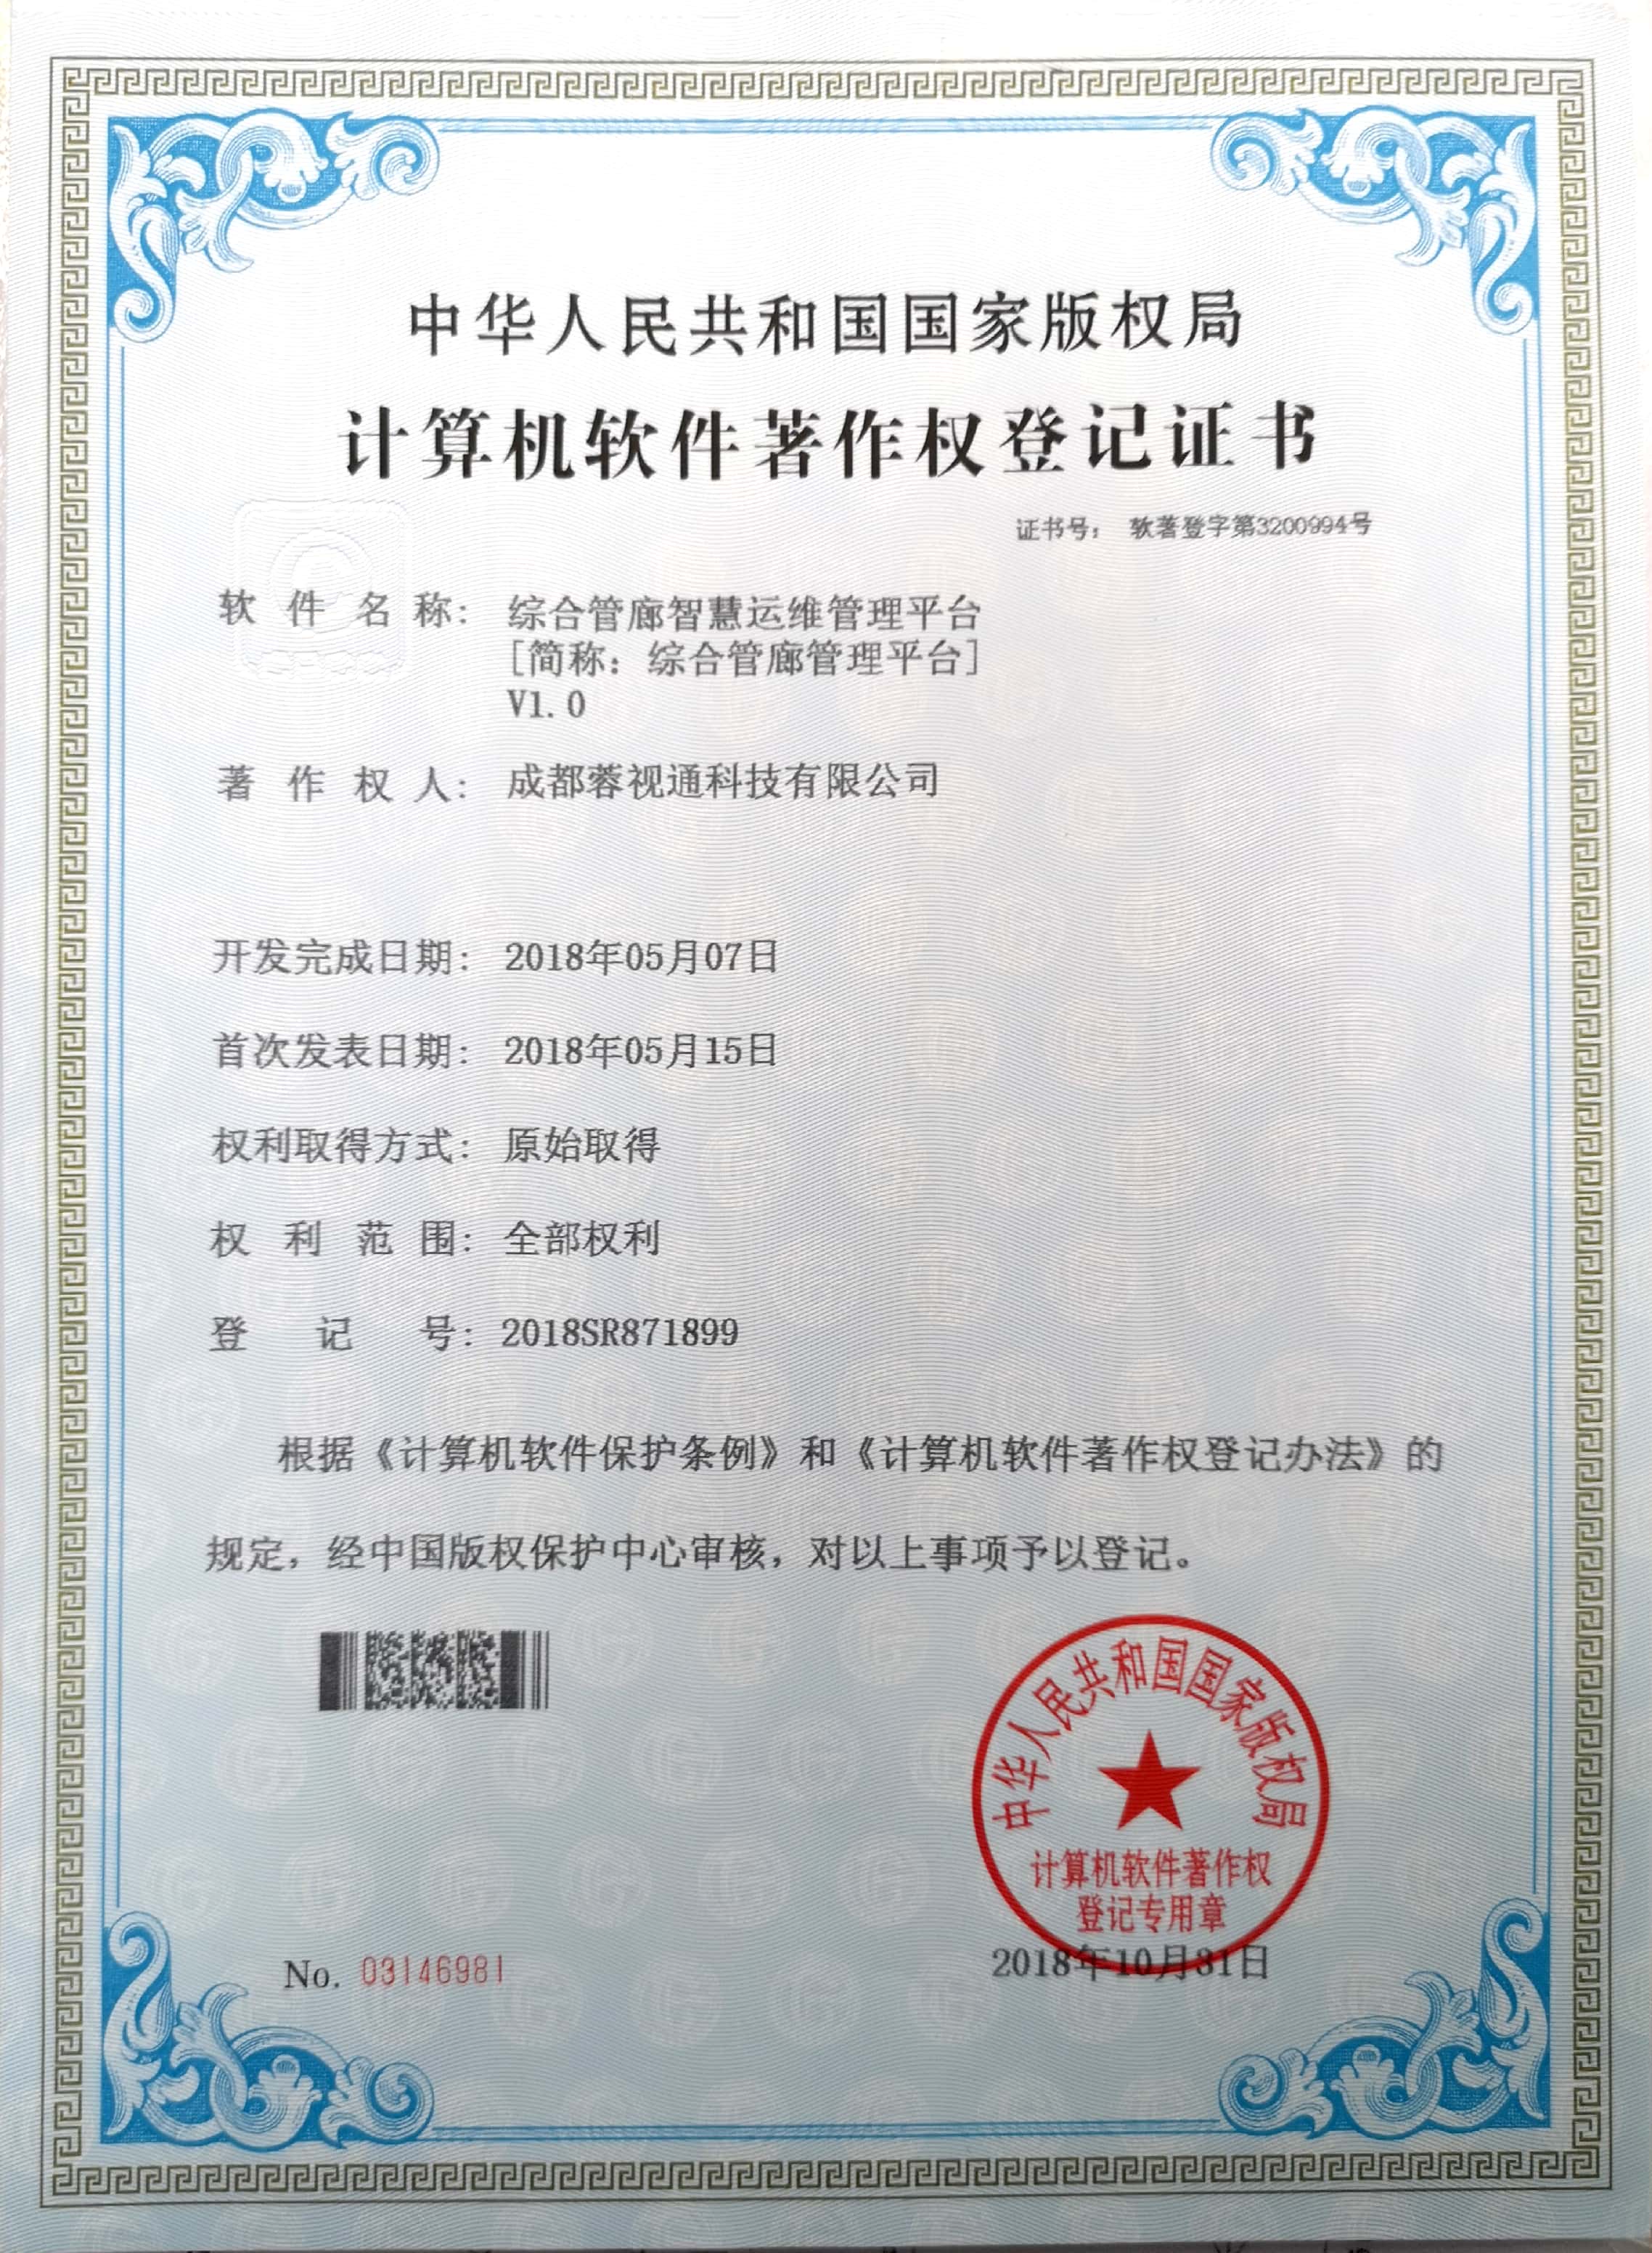 中华人民共和国国家版权局
计算机软件著作权登记证书
证书号： 软著登字第3200994号
软件名称： 综合管廊智慧运维管理平台
[简称：综合管廊管理平台]
V1.0
著作权人： 成都蓉视通科技有限公司
开发完成日期： 2018年05月07日
首次发表日期： 2018年05月15日
权利取得方式： 原始取得
权利范围： 全部权利
登记号： 2018SR871899
根据《计算机软件保护条例》和《计算机软件著作权登记办法》的
规定，经中国版权保护中心审核，对以上事项予以登记。
中华人民共和国国家版权局
计算机软件著作权
登记专用章
No. 03146981
2018年10月31日